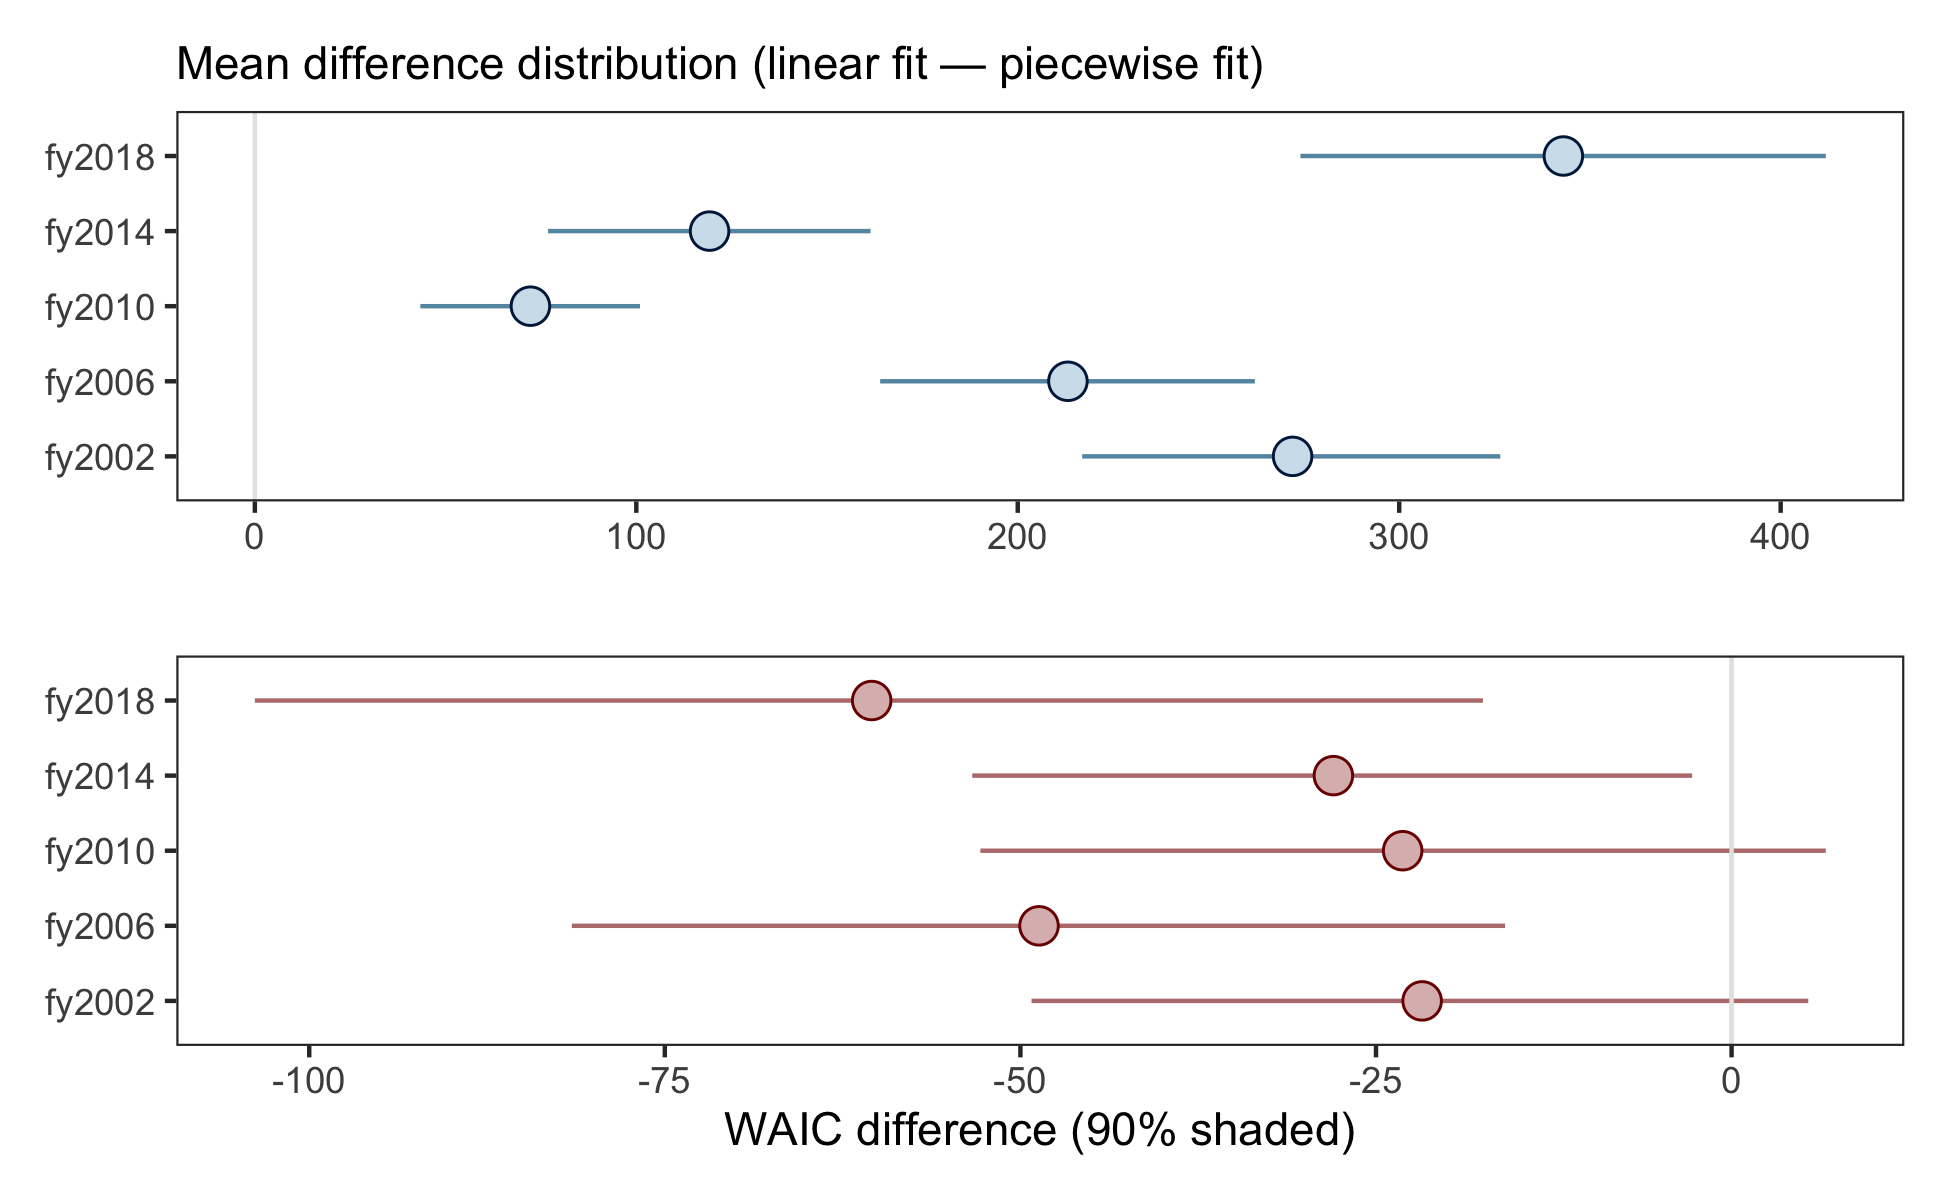 Mean difference distribution (linear fit — piecewise fit)
fy2018
fy2014
fy2010
fy2006
fy2002
0 100 200 300 400
fy2018
fy2014
fy2010
fy2006
fy2002
-100 -75 -50 -25 0
WAIC difference (90% shaded)